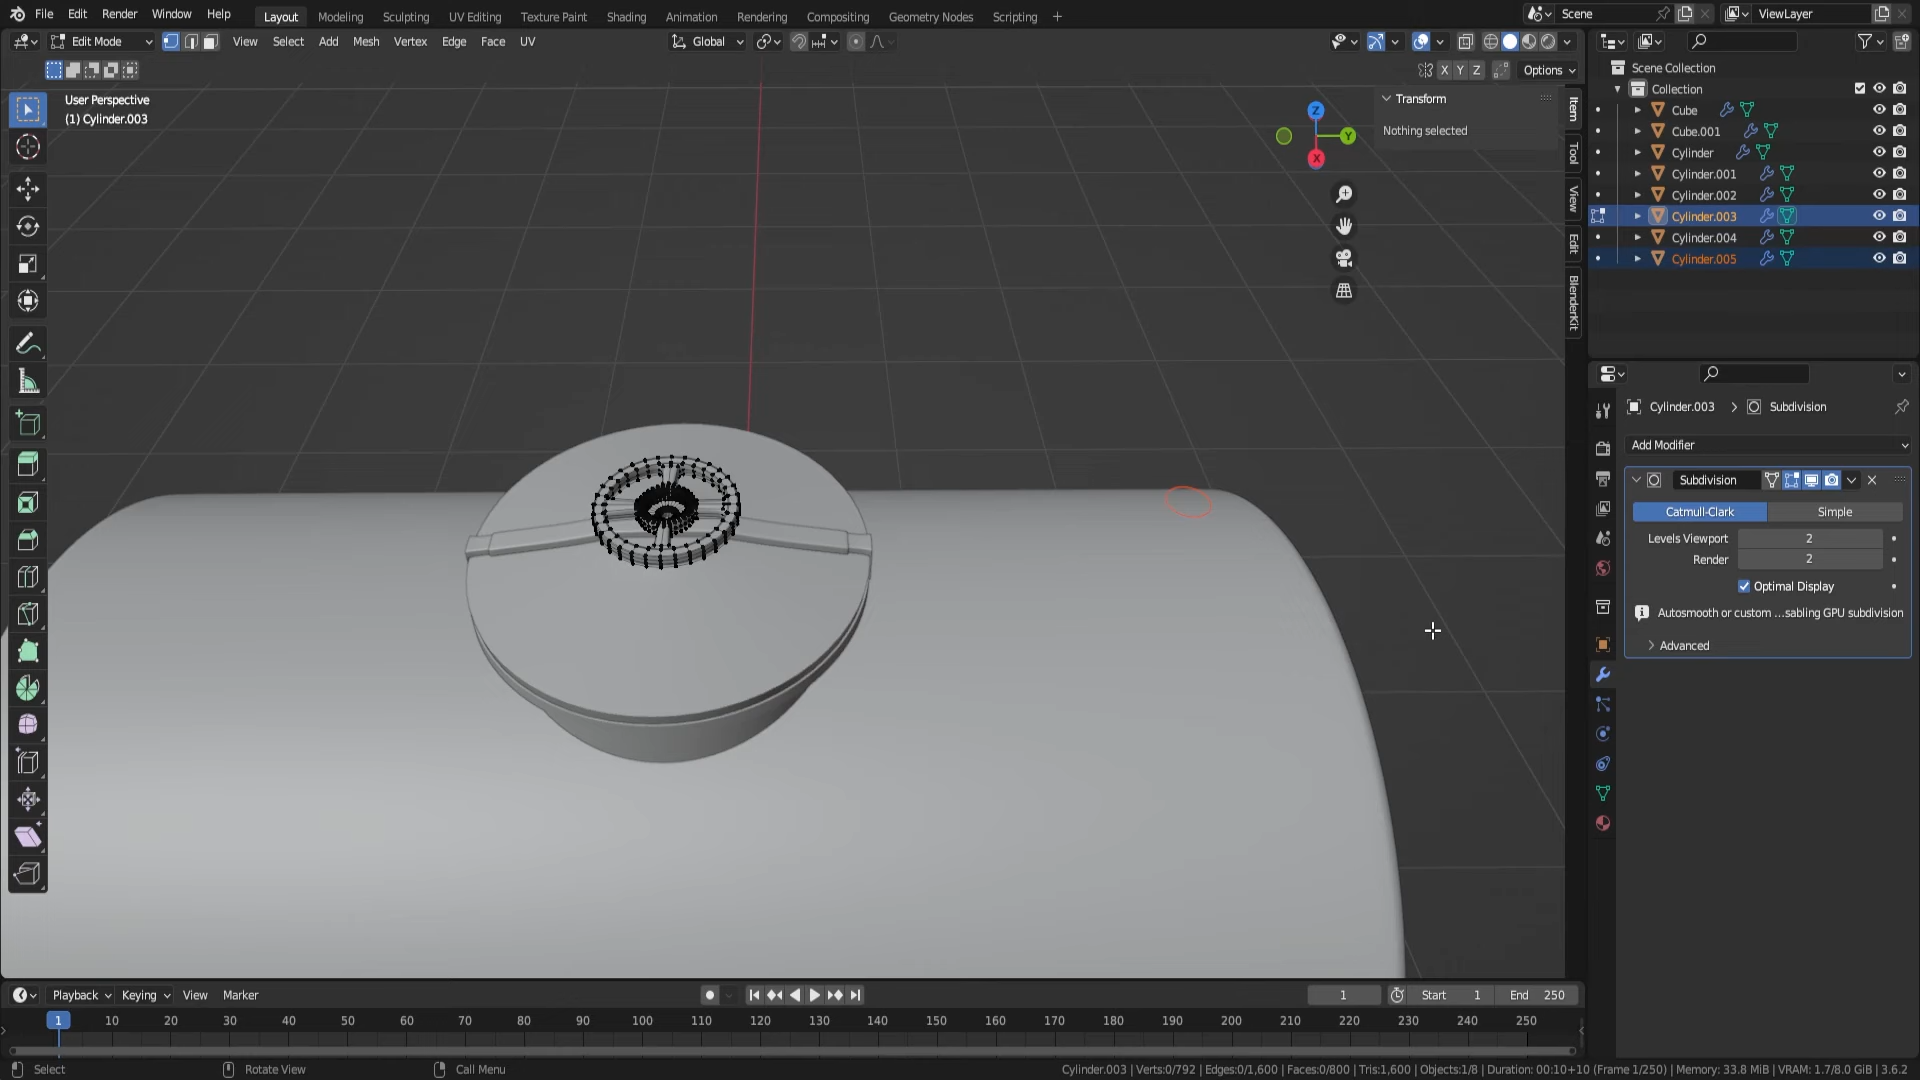 File Edit Render Window Help Layout Modeling Sculpting UV Editing Texture Paint Shading Animation Rendering Compositing Geometry Nodes Scripting + Scene ViewLayer
Edit Mode View Select Add Mesh Vertex Edge Face UV Global
X Y Z Options
User Perspective
(1) Cylinder.003
Z
Y
X
Transform
Nothing selected
Item
Tool
View
Edit
BlenderKit
Scene Collection
Collection
Cube
Cube.001
Cylinder
Cylinder.001
Cylinder.002
Cylinder.003
Cylinder.004
Cylinder.005
Cylinder.003 > Subdivision
Add Modifier
Subdivision
Catmull-Clark Simple
Levels Viewport 2
Render 2
Optimal Display
Autosmooth or custom ...sabling GPU subdivision
Advanced
Playback Keying View Marker 1 Start 1 End 250
1 10 20 30 40 50 60 70 80 90 100 110 120 130 140 150 160 170 180 190 200 210 220 230 240 250
Select Rotate View Call Menu Cylinder.003 | Verts:0/792 | Edges:0/1,600 | Faces:0/800 | Tris:1,600 | Objects:1/8 | Duration: 00:10+10 (Frame 1/250) | Memory: 33.8 MiB | VRAM: 1.7/8.0 GiB | 3.6.2